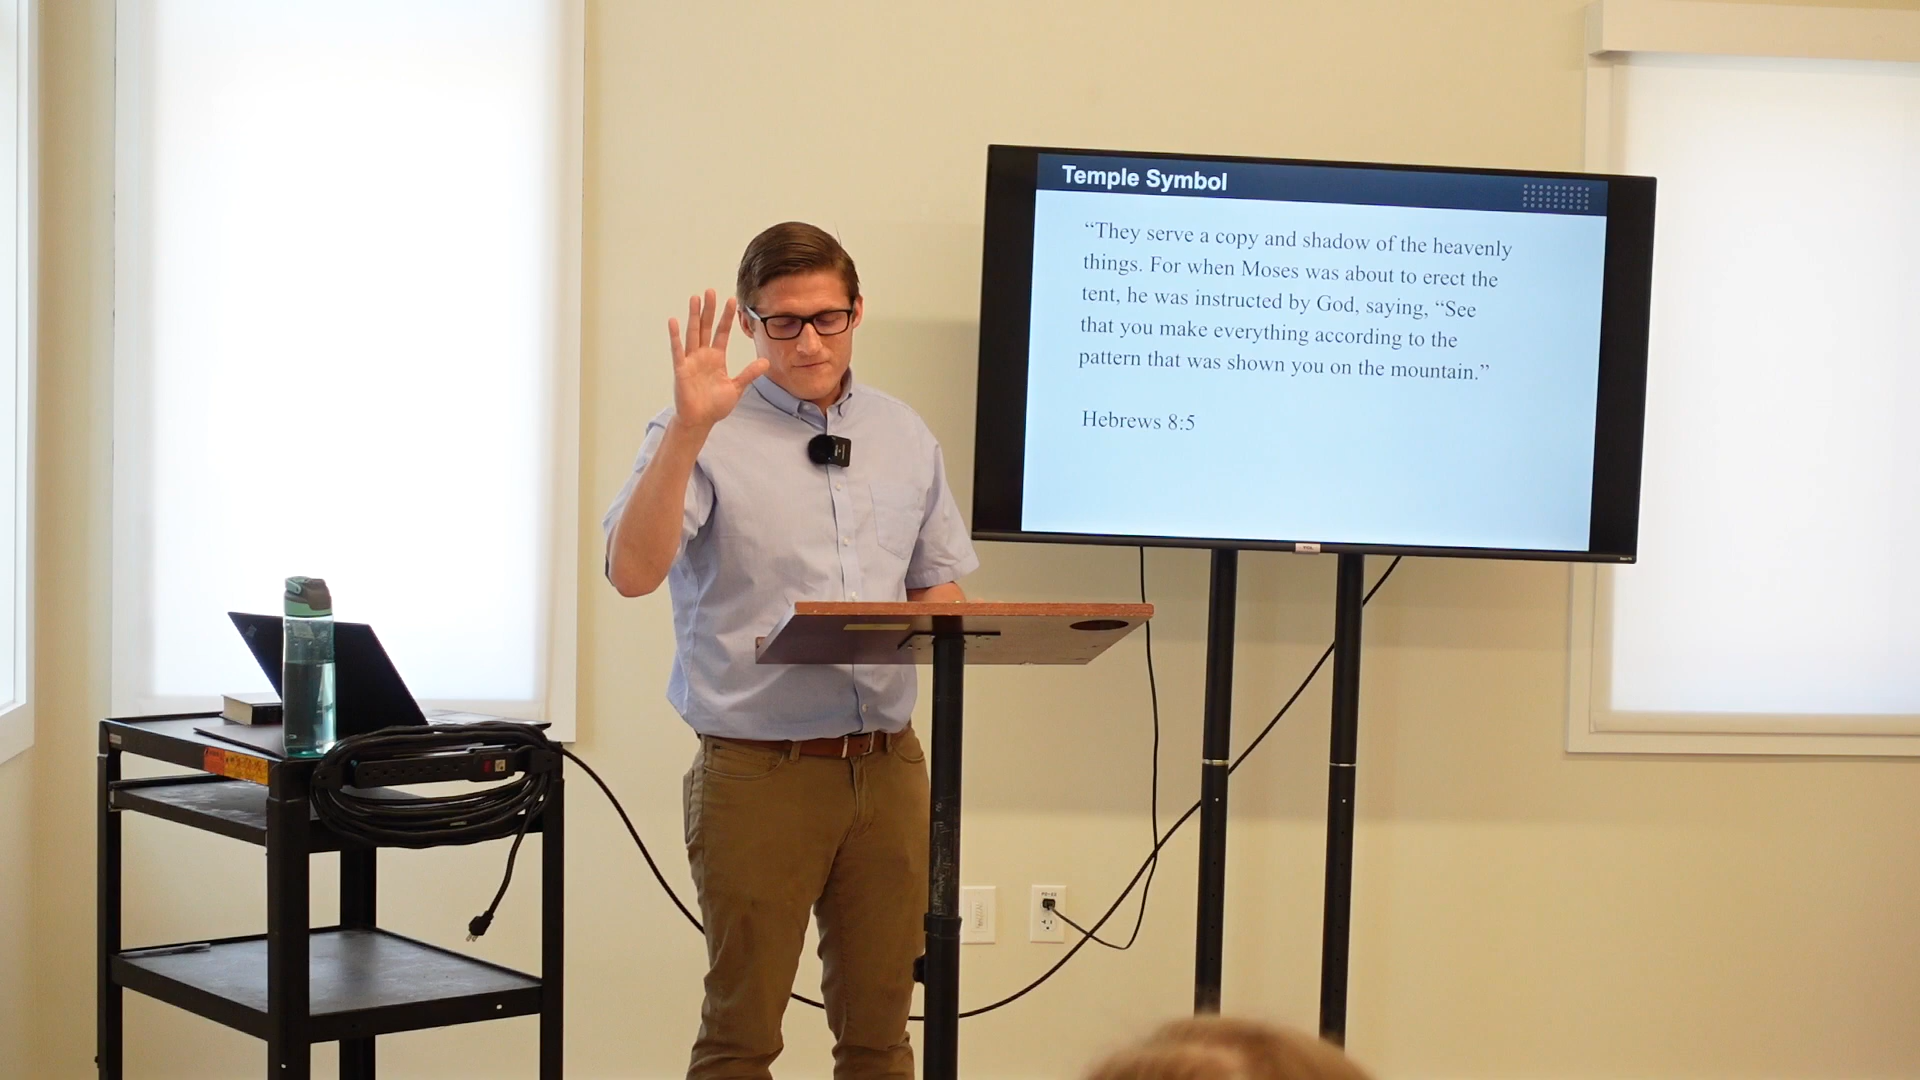 Temple Symbol
“They serve a copy and shadow of the heavenly
things. For when Moses was about to erect the
tent, he was instructed by God, saying, “See
that you make everything according to the
pattern that was shown you on the mountain.”
Hebrews 8:5
TCL